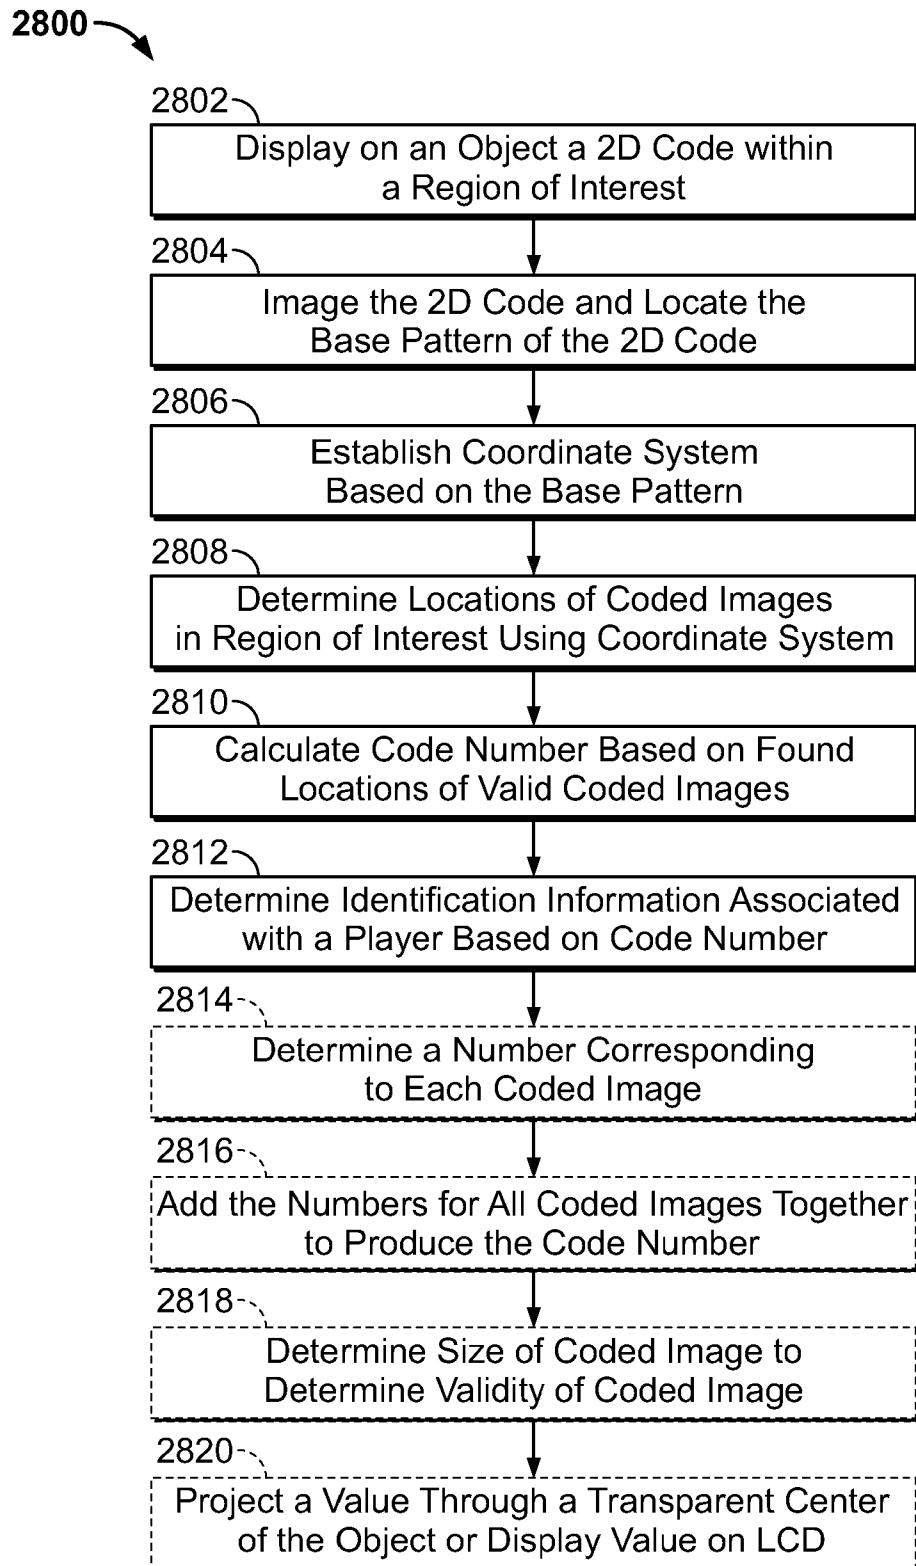 2800
2802
Display on an Object a 2D Code within
a Region of Interest
2804
Image the 2D Code and Locate the
Base Pattern of the 2D Code
2806
Establish Coordinate System
Based on the Base Pattern
2808
Determine Locations of Coded Images
in Region of Interest Using Coordinate System
2810
Calculate Code Number Based on Found
Locations of Valid Coded Images
2812
Determine Identification Information Associated
with a Player Based on Code Number
2814
Determine a Number Corresponding
to Each Coded Image
2816
Add the Numbers for All Coded Images Together
to Produce the Code Number
2818
Determine Size of Coded Image to
Determine Validity of Coded Image
2820
Project a Value Through a Transparent Center
of the Object or Display Value on LCD